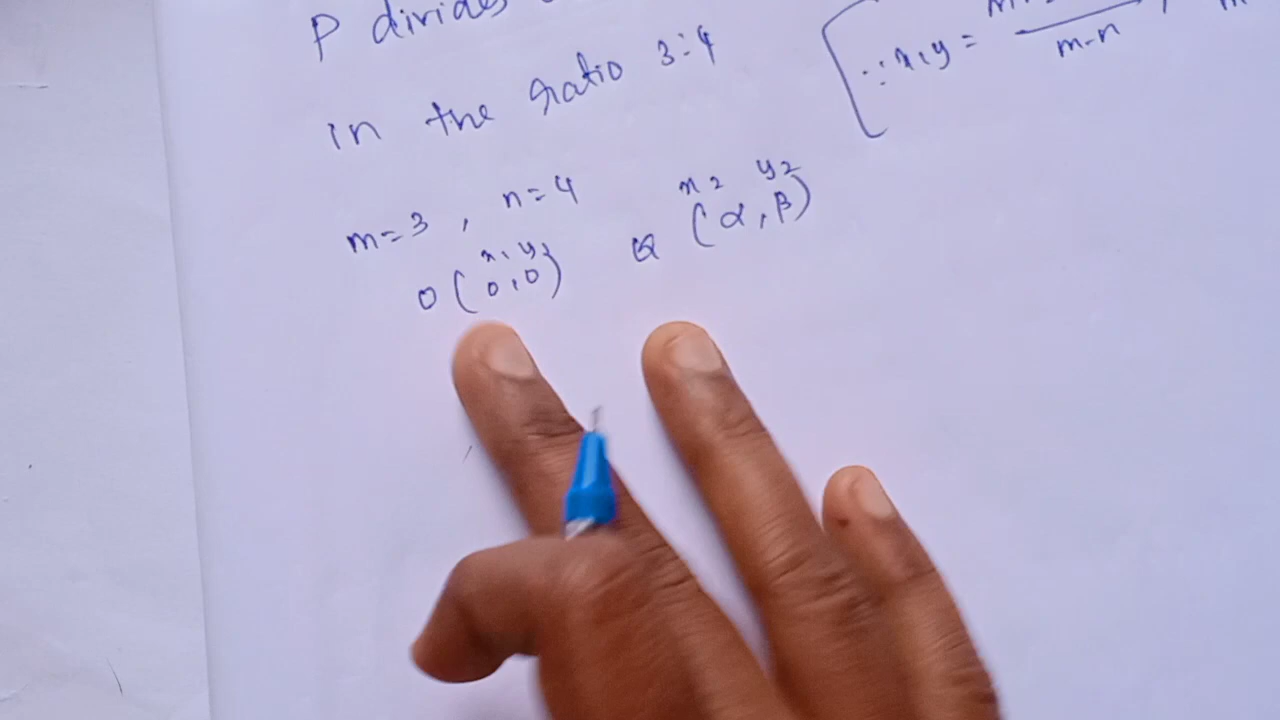 P divides
in the ratio 3:4
m=3 , n=4
x1 y1
O (0,0)
x2 y2
Q (α,β)
∵ x,y =
m-n